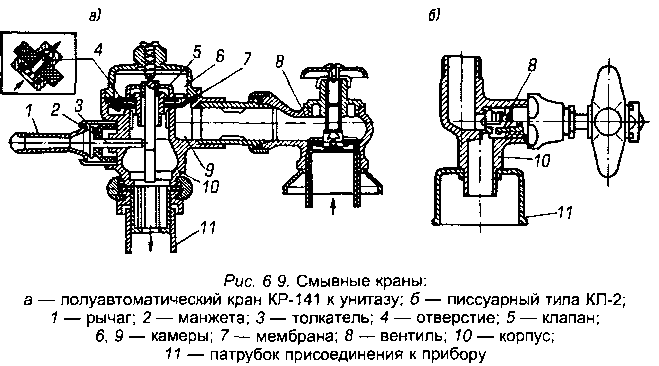 а)
б)
4
5
6
7
8
3
2
1
9
10
11
8
10
11
Рис. 6 9. Смывные краны:
а — полуавтоматический кран КР-141 к унитазу; б — писсуарный типа КП-2;
1 — рычаг; 2 — манжета; 3 — толкатель; 4 — отверстие; 5 — клапан;
6, 9 — камеры; 7 — мембрана; 8 — вентиль; 10 — корпус;
11 — патрубок присоединения к прибору